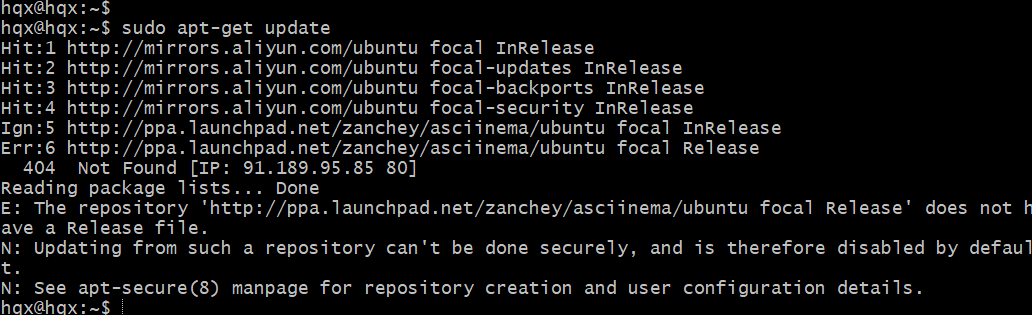 hqx@hqx:~$
hqx@hqx:~$ sudo apt-get update
Hit:1 http://mirrors.aliyun.com/ubuntu focal InRelease
Hit:2 http://mirrors.aliyun.com/ubuntu focal-updates InRelease
Hit:3 http://mirrors.aliyun.com/ubuntu focal-backports InRelease
Hit:4 http://mirrors.aliyun.com/ubuntu focal-security InRelease
Ign:5 http://ppa.launchpad.net/zanchey/asciinema/ubuntu focal InRelease
Err:6 http://ppa.launchpad.net/zanchey/asciinema/ubuntu focal Release
  404  Not Found [IP: 91.189.95.85 80]
Reading package lists... Done
E: The repository 'http://ppa.launchpad.net/zanchey/asciinema/ubuntu focal Release' does not h
ave a Release file.
N: Updating from such a repository can't be done securely, and is therefore disabled by defaul
t.
N: See apt-secure(8) manpage for repository creation and user configuration details.
hqx@hqx:~$